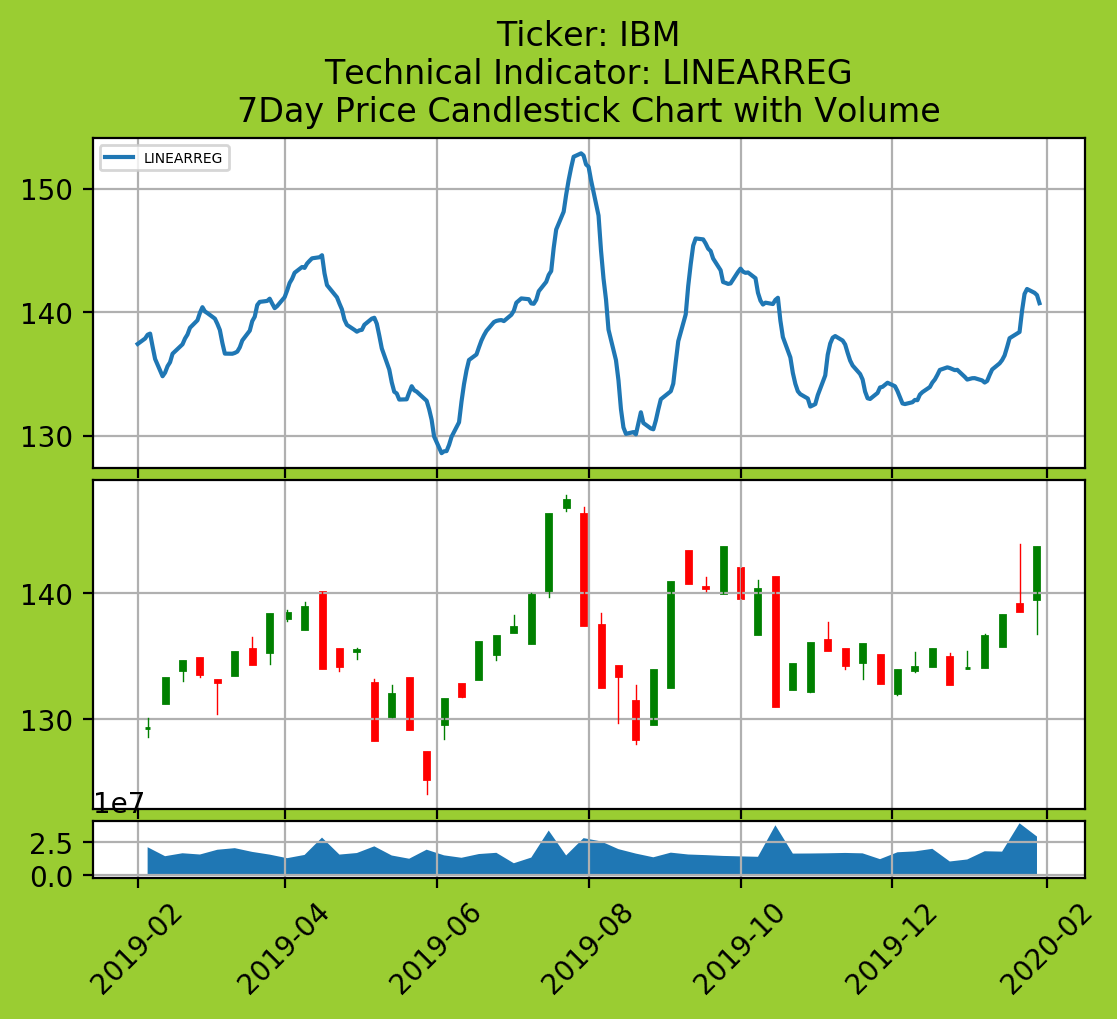 Ticker: IBM
Technical Indicator: LINEARREG
7Day Price Candlestick Chart with Volume
LINEARREG
150
140
130
140
130
1e7
2.5
0.0
2019-02
2019-04
2019-06
2019-08
2019-10
2019-12
2020-02